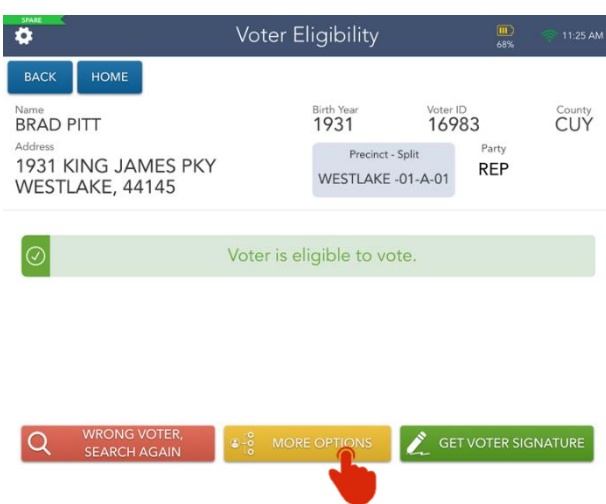 SPARE
Voter Eligibility
68%
11:25 AM
BACK
HOME
Name
BRAD PITT
Birth Year
1931
Voter ID
16983
County
CUY
Address
1931 KING JAMES PKY
WESTLAKE, 44145
Precinct - Split
WESTLAKE -01-A-01
Party
REP
Voter is eligible to vote.
WRONG VOTER,
SEARCH AGAIN
MORE OPTIONS
GET VOTER SIGNATURE